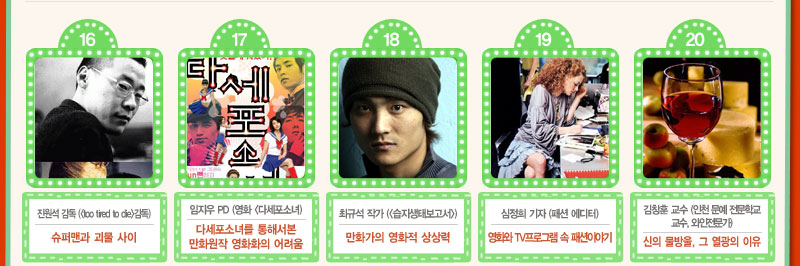 16
17
18
19
20
다세포소
진원석 감독 (<too tired to die>감독)
슈퍼맨과 괴물 사이
임지우 PD (영화 <다세포소녀)
다세포소녀를 통해서본
만화원작 영화화의 어려움
최규석 작가 (<습지생태보고서>)
만화가의 영화적 상상력
심정희 기자 (패션 에디터)
영화와 TV프로그램 속 패션이야기
김창훈 교수 (인천 문예 전문학교
교수, 와인전문가)
신의 물방울, 그 열광의 이유